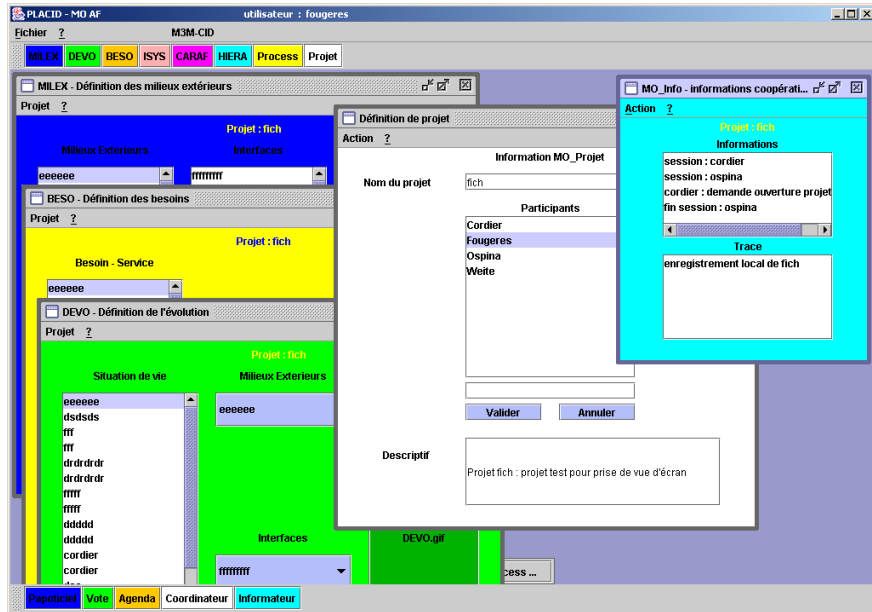 PLACID - MO AF utilisateur : fougeres
Fichier ? M3M-CID
MILEX DEVO BESO ISYS CARAF HIERA Process Projet
MILEX - Définition des milieux extérieurs
Projet ?
Projet : fich
Milieux Exterieurs Interfaces
eeeeee fffffffff
BESO - Définition des besoins
Projet ?
Projet : fich
Besoin - Service
eeeeee
DEVO - Définition de l'évolution
Projet ?
Projet : fich
Situation de vie Milieux Exterieurs
eeeeee
dsdsds
fff
fff
drdrdrdr
drdrdrdr
fffff
fffff
ddddd
ddddd
cordier
cordier
eeeeee
Interfaces
fffffffff
DEVO.gif
Définition de projet
Action ?
Information MO_Projet
Nom du projet fich
Participants
Cordier
Fougeres
Ospina
Weite
Valider Annuler
Descriptif
Projet fich : projet test pour prise de vue d'écran
MO_Info - informations coopérati...
Action ?
Projet : fich
Informations
session : cordier
session : ospina
cordier : demande ouverture projet
fin session : ospina
Trace
enregistrement local de fich
cess ...
Papoticiel Vote Agenda Coordinateur Informateur